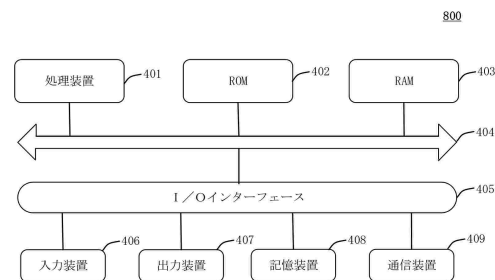 800
処理装置 401
ROM 402
RAM 403
404
I／Oインターフェース 405
入力装置 406
出力装置 407
記憶装置 408
通信装置 409